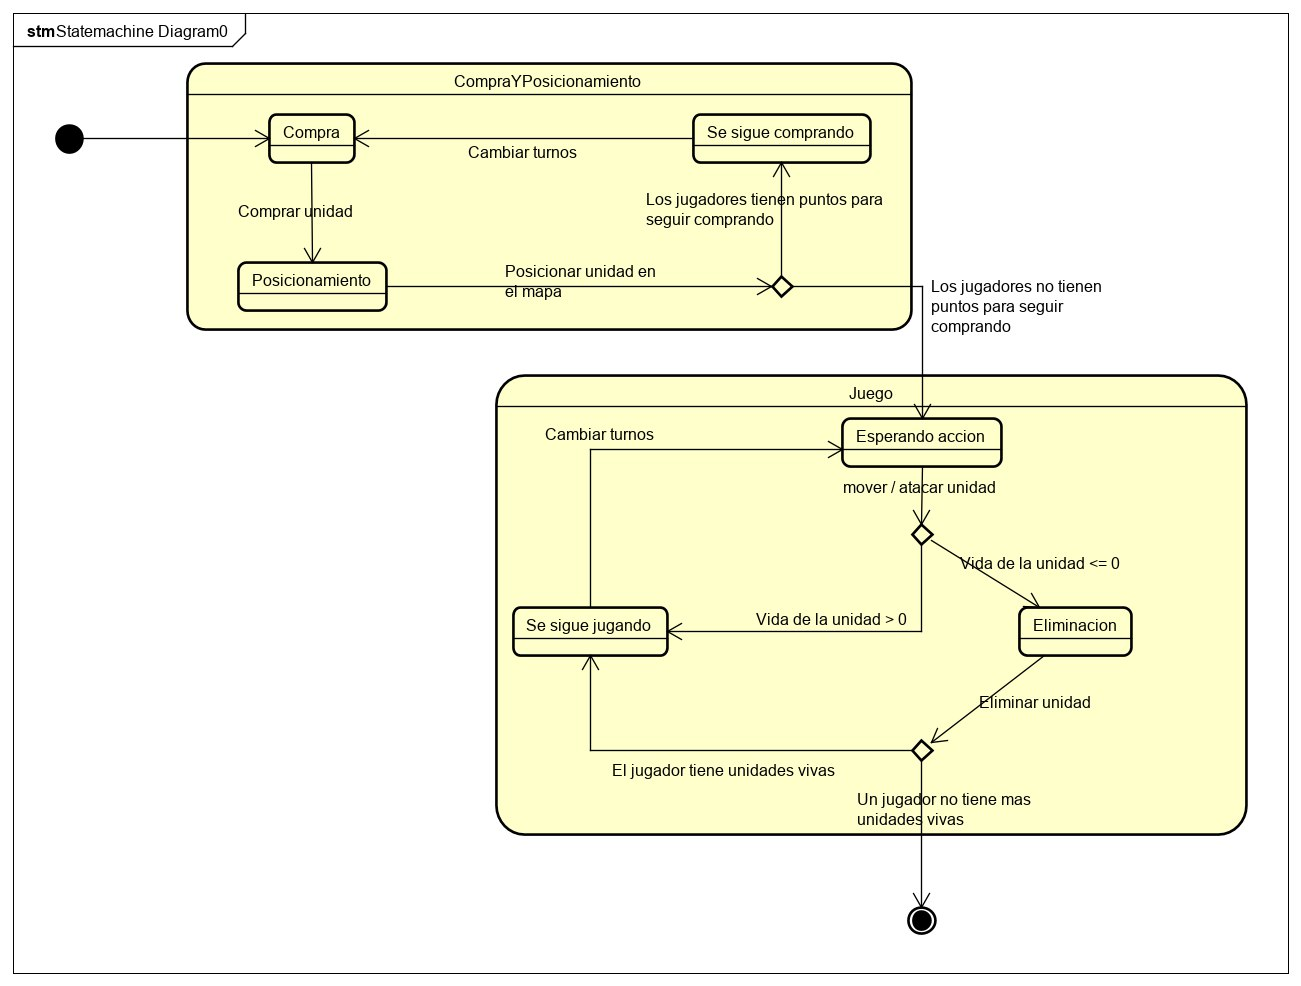 stm Statemachine Diagram0
CompraYPosicionamiento
Compra
Se sigue comprando
Cambiar turnos
Los jugadores tienen puntos para
seguir comprando
Comprar unidad
Posicionamiento
Posicionar unidad en
el mapa
Los jugadores no tienen
puntos para seguir
comprando
Juego
Cambiar turnos
Esperando accion
mover / atacar unidad
Vida de la unidad <= 0
Vida de la unidad > 0
Se sigue jugando
Eliminacion
Eliminar unidad
El jugador tiene unidades vivas
Un jugador no tiene mas
unidades vivas